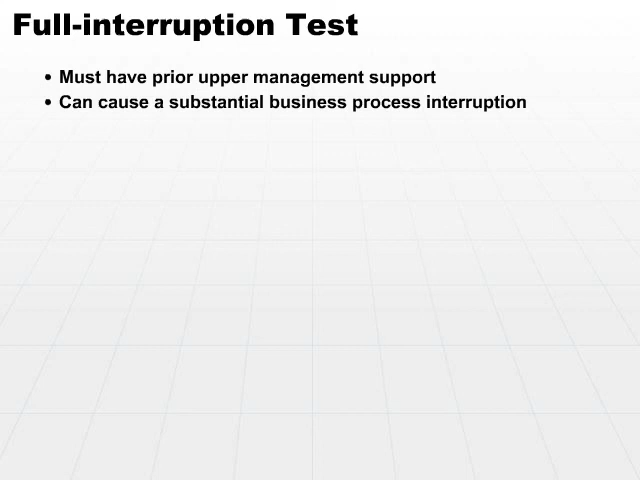 Full-interruption Test
• Must have prior upper management support
• Can cause a substantial business process interruption